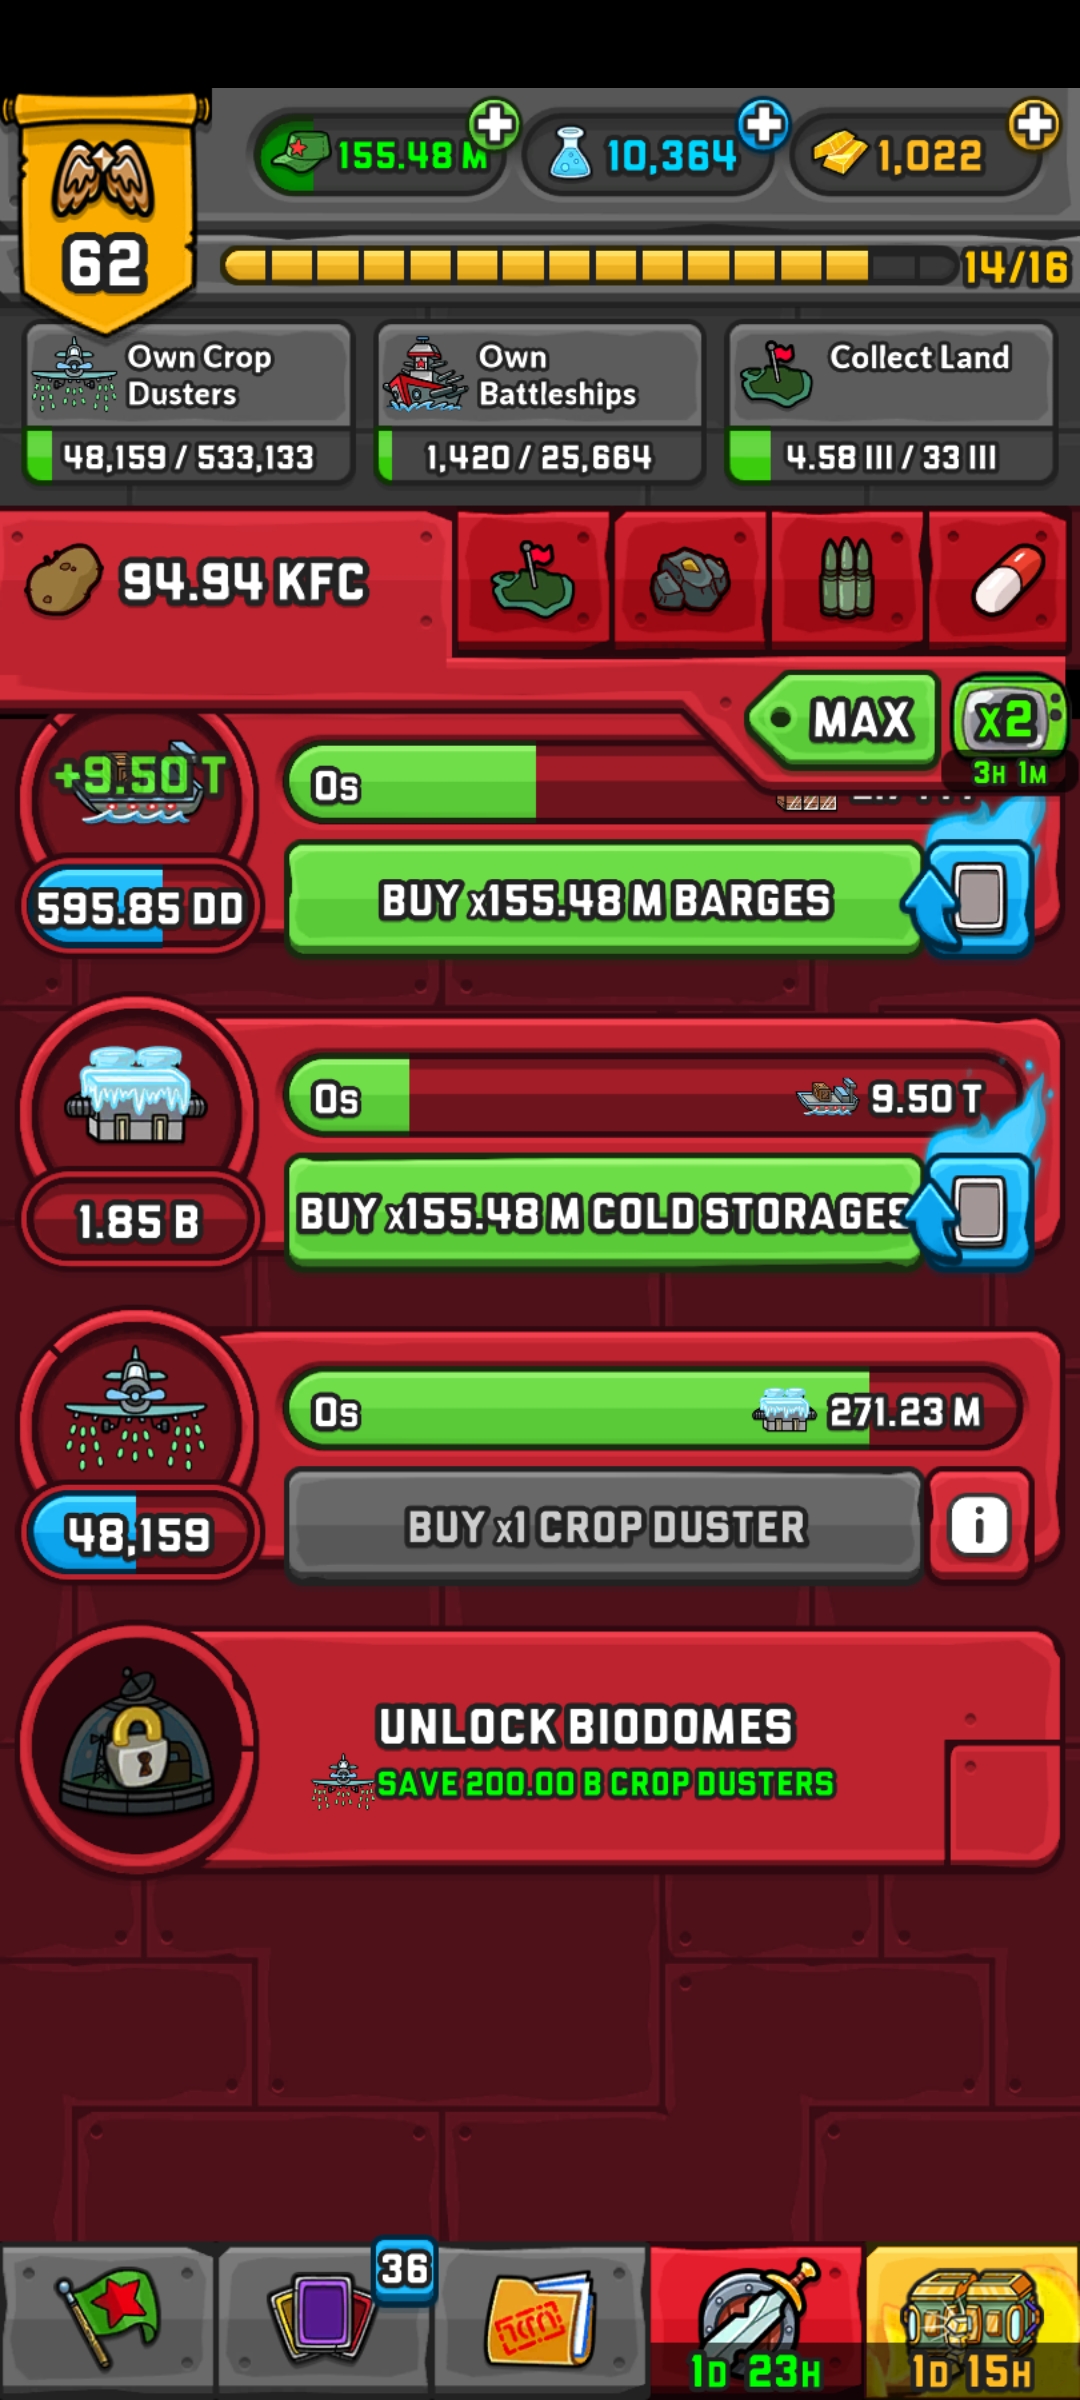 155.48 M
10,364
1,022
62
14/16
Own Crop
Dusters
Own
Battleships
Collect Land
48,159 / 533,133
1,420 / 25,664
4.58 III / 33 III
94.94 KFC
MAX
x2
3H 1M
+9.50 T
0s
595.85 DD
BUY x155.48 M BARGES
0s
9.50 T
1.85 B
BUY x155.48 M COLD STORAGES
0s
271.23 M
48,159
BUY x1 CROP DUSTER
i
UNLOCK BIODOMES
SAVE 200.00 B CROP DUSTERS
36
1D 23H
1D 15H